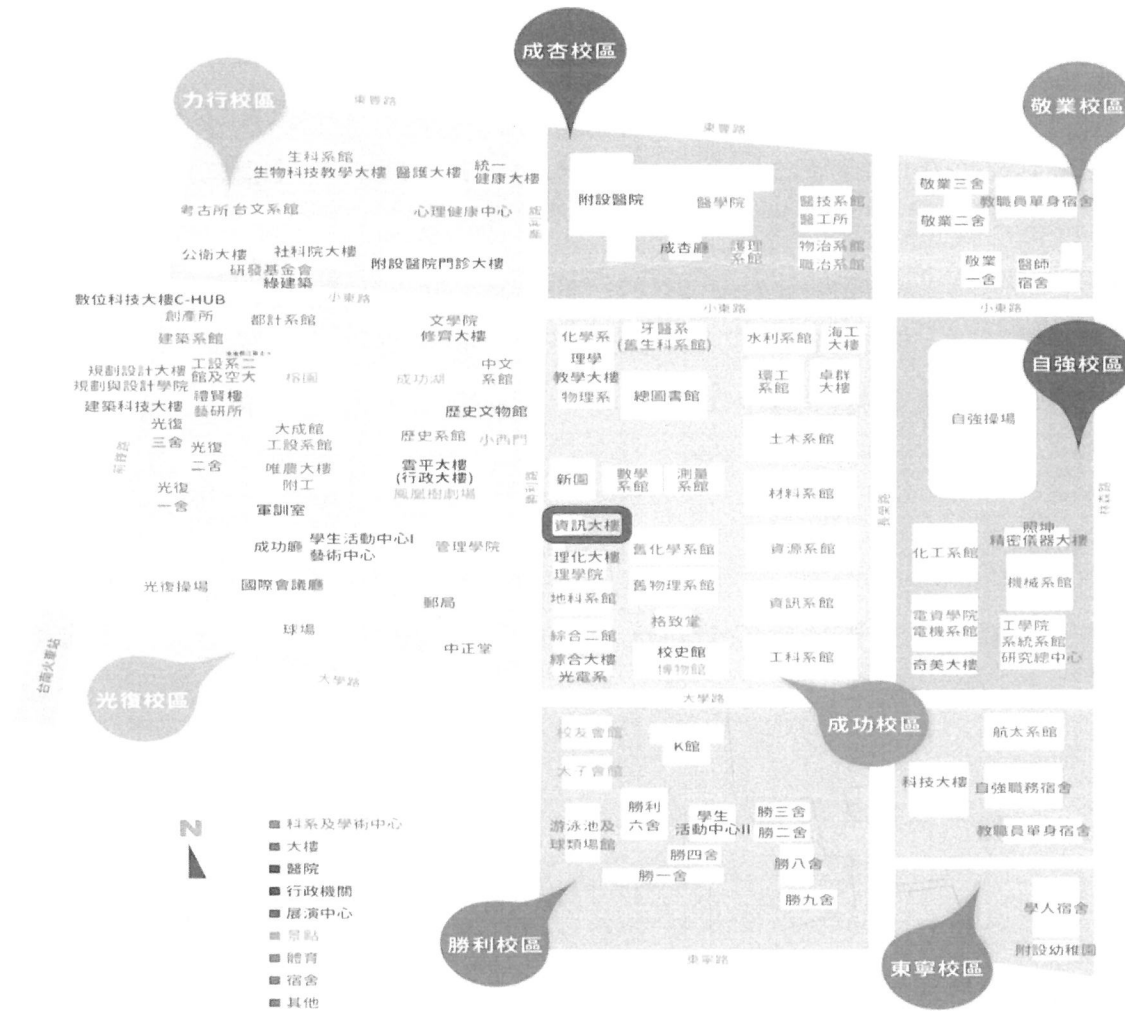 成杏校區
力行校區
敬業校區
東豐路
東豐路
生科系館
生物科技教學大樓 醫護大樓
統一
健康大樓
考古所 台文系館
心理健康中心
附設醫院
醫學院
醫技系館
醫工所
成杏廳
護理
系館
物治系館
職治系館
敬業三舍
教職員單身宿舍
敬業二舍
敬業
一舍
醫師
宿舍
公衛大樓
社科院大樓
研發基金會
綠建築
附設醫院門診大樓
小東路
小東路
小東路
數位科技大樓C-HUB
創產所
都計系館
文學院
修齊大樓
建築系館
工設系二
館及空大
榕園
成功湖
中文
系館
規劃設計大樓
規劃與設計學院
禮賢樓
藝研所
建築科技大樓
歷史文物館
光復
三舍
光復
二舍
大成館
工設系館
歷史系館
小西門
唯農大樓
附工
雲平大樓
(行政大樓)
鳳凰樹劇場
光復
一舍
軍訓室
成功廳
學生活動中心I
藝術中心
管理學院
光復操場
國際會議廳
郵局
球場
中正堂
台南火車站
光復校區
大學路
化學系
理學
教學大樓
物理系
牙醫系
(舊生科系館)
水利系館
海工
大樓
總圖書館
環工
系館
卓群
大樓
土木系館
勝利路
新園
數學
系館
測量
系館
材料系館
長榮路
資訊大樓
理化大樓
理學院
地科系館
舊化學系館
資源系館
舊物理系館
資訊系館
格致堂
綜合二館
綜合大樓
光電系
校史館
博物館
工科系館
大學路
成功校區
自強校區
自強操場
林森路
化工系館
照坤
精密儀器大樓
機械系館
電資學院
電機系館
工學院
系統系館
研究總中心
奇美大樓
校友會館
K館
太子會館
游泳池及
球類場館
勝利
六舍
學生
活動中心II
勝三舍
勝二舍
勝四舍
勝一舍
勝八舍
勝九舍
勝利校區
東寧路
航太系館
科技大樓
自強職務宿舍
教職員單身宿舍
學人宿舍
附設幼稚園
東寧校區
N
科系及學術中心
大樓
醫院
行政機關
展演中心
景點
體育
宿舍
其他